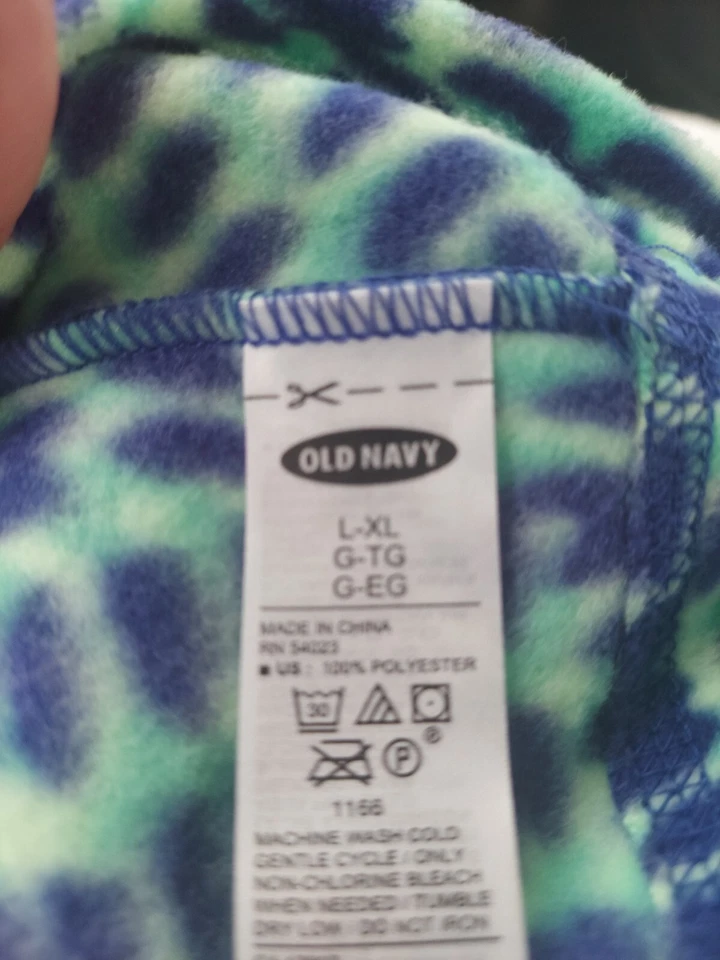 OLD NAVY
L-XL
G-TG
G-EG
MADE IN CHINA
RN 54023
■ US : 100% POLYESTER
30
P
®
1166
MACHINE WASH COLD
GENTLE CYCLE / ONLY
NON-CHLORINE BLEACH
WHEN NEEDED / TUMBLE
DRY LOW / DO NOT IRON